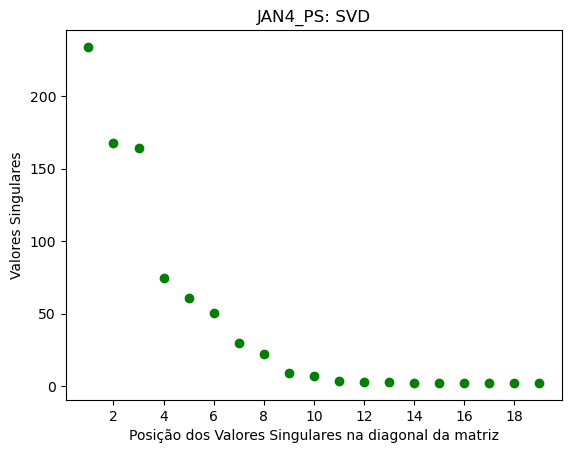 JAN4_PS: SVD
Valores Singulares
200
150
100
50
0
2 4 6 8 10 12 14 16 18
Posição dos Valores Singulares na diagonal da matriz